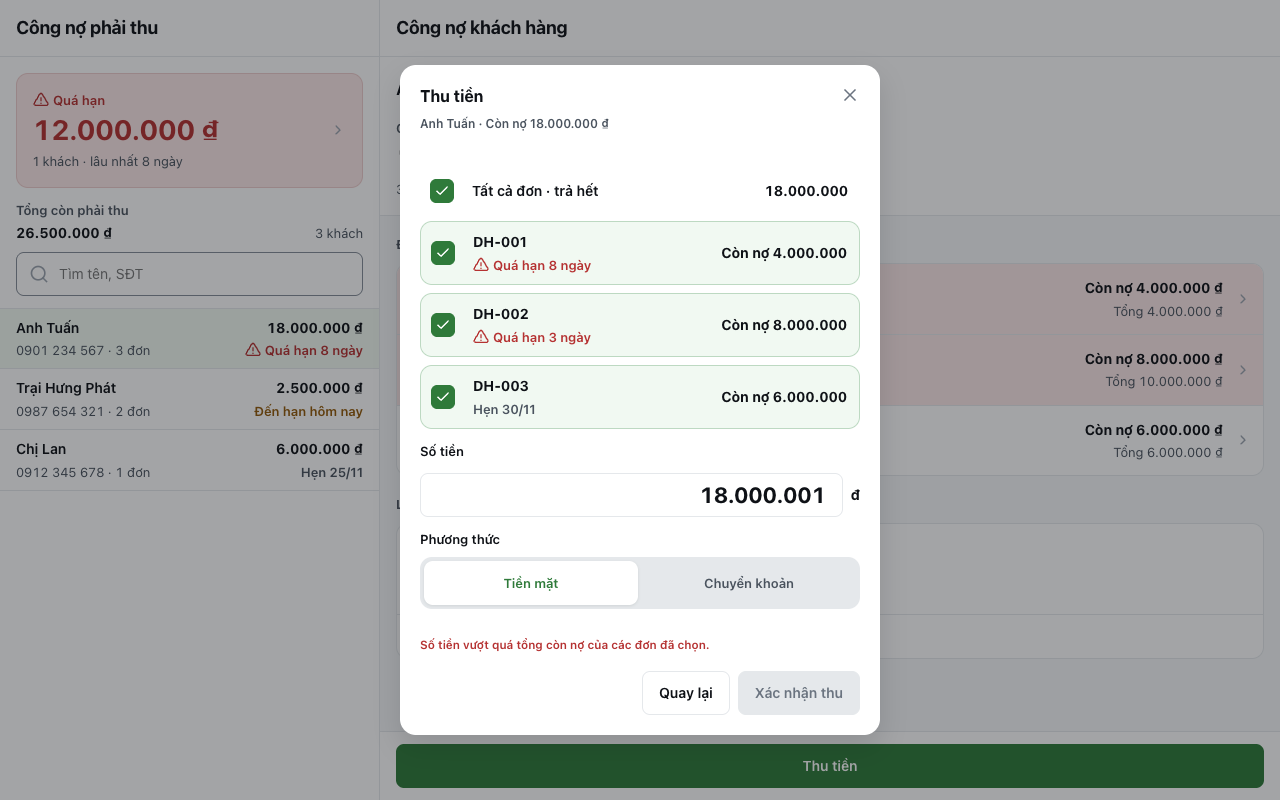 Công nợ phải thu
Quá hạn
12.000.000 ₫
1 khách · lâu nhất 8 ngày
Tổng còn phải thu
26.500.000 ₫ 3 khách
Tìm tên, SĐT
Anh Tuấn 18.000.000 ₫
0901 234 567 · 3 đơn Quá hạn 8 ngày
Trại Hưng Phát 2.500.000 ₫
0987 654 321 · 2 đơn Đến hạn hôm nay
Chị Lan 6.000.000 ₫
0912 345 678 · 1 đơn Hẹn 25/11
Công nợ khách hàng
Còn nợ 4.000.000 ₫
Tổng 4.000.000 ₫
Còn nợ 8.000.000 ₫
Tổng 10.000.000 ₫
Còn nợ 6.000.000 ₫
Tổng 6.000.000 ₫
Thu tiền
Thu tiền
Anh Tuấn · Còn nợ 18.000.000 ₫
Tất cả đơn · trả hết 18.000.000
DH-001
Quá hạn 8 ngày
Còn nợ 4.000.000
DH-002
Quá hạn 3 ngày
Còn nợ 8.000.000
DH-003
Hẹn 30/11
Còn nợ 6.000.000
Số tiền
18.000.001 đ
Phương thức
Tiền mặt Chuyển khoản
Số tiền vượt quá tổng còn nợ của các đơn đã chọn.
Quay lại Xác nhận thu